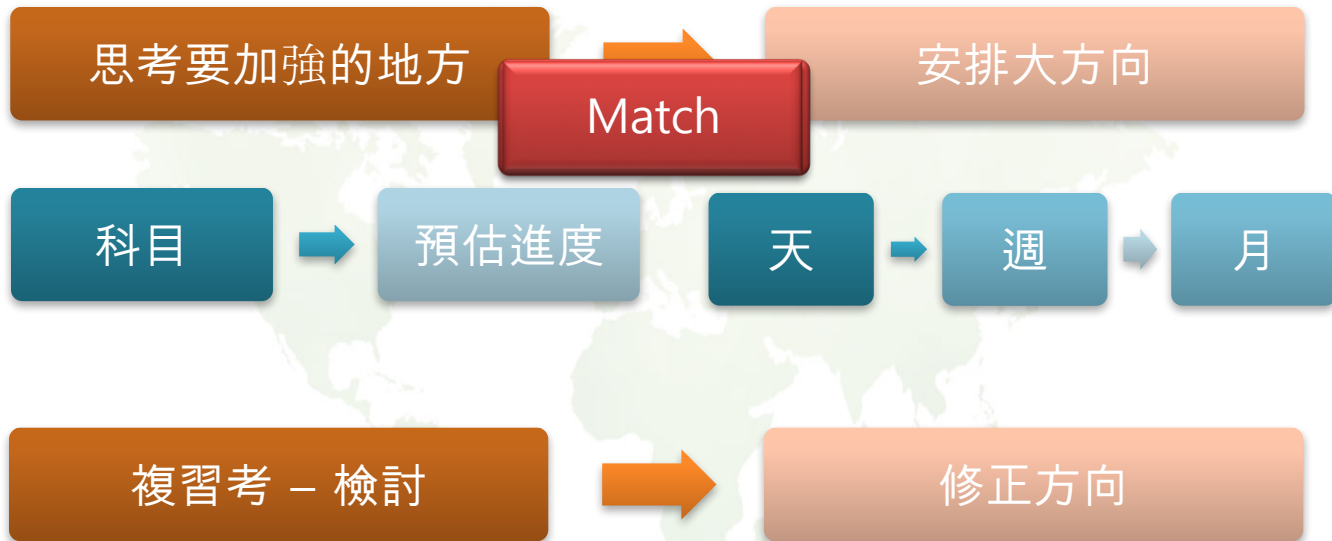 思考要加強的地方
Match
安排大方向
科目
預估進度
天
週
月
複習考 – 檢討
修正方向